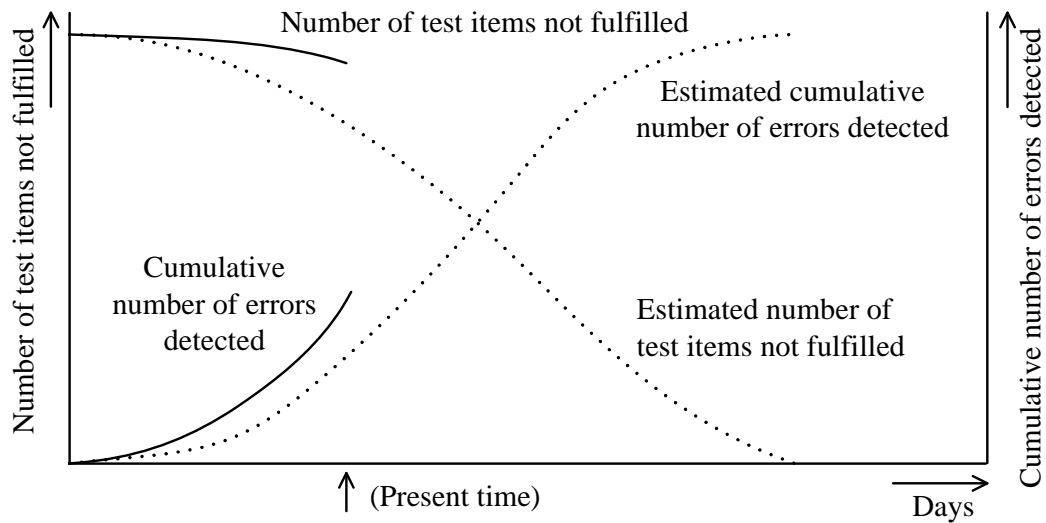 Number of test items not fulfilled
Number of test items not fulfilled
Estimated cumulative
number of errors detected
Cumulative number of errors detected
Cumulative
number of errors
detected
Estimated number of
test items not fulfilled
(Present time)
Days